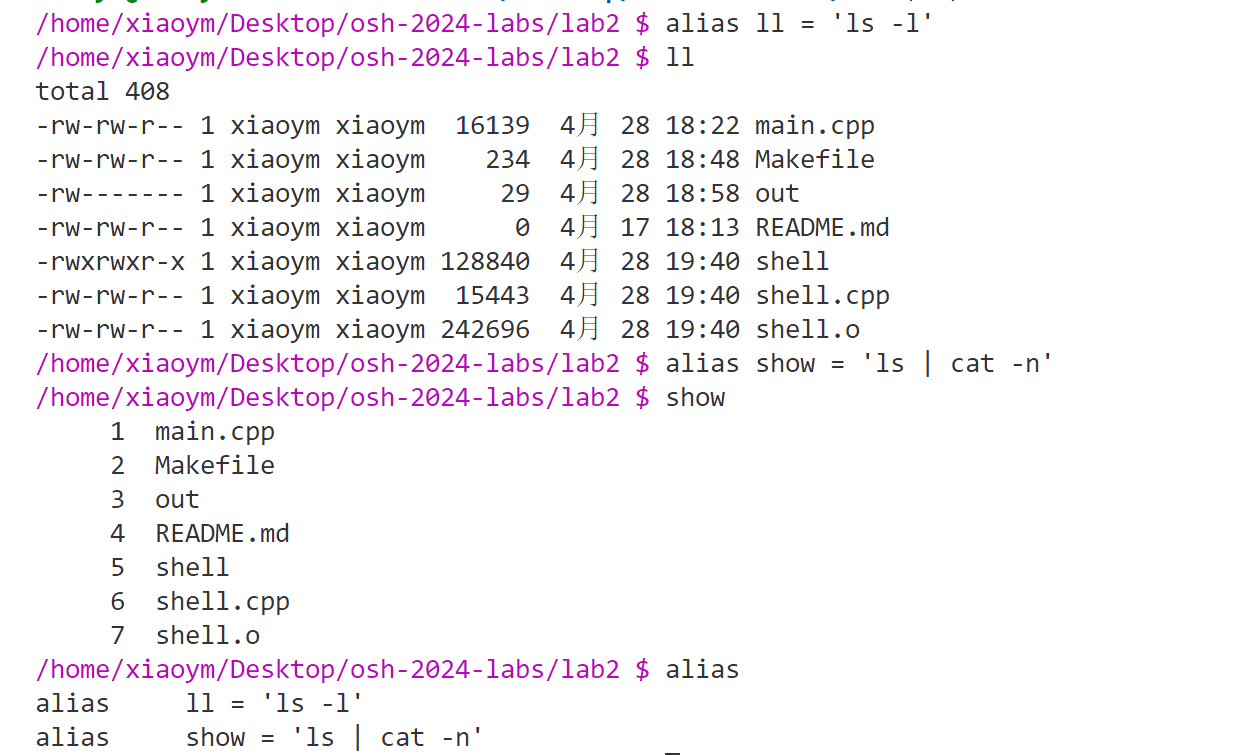 /home/xiaoym/Desktop/osh-2024-labs/lab2 $ alias ll = 'ls -l'
/home/xiaoym/Desktop/osh-2024-labs/lab2 $ ll
total 408
-rw-rw-r-- 1 xiaoym xiaoym  16139  4月 28 18:22 main.cpp
-rw-rw-r-- 1 xiaoym xiaoym    234  4月 28 18:48 Makefile
-rw------- 1 xiaoym xiaoym     29  4月 28 18:58 out
-rw-rw-r-- 1 xiaoym xiaoym      0  4月 17 18:13 README.md
-rwxrwxr-x 1 xiaoym xiaoym 128840  4月 28 19:40 shell
-rw-rw-r-- 1 xiaoym xiaoym  15443  4月 28 19:40 shell.cpp
-rw-rw-r-- 1 xiaoym xiaoym 242696  4月 28 19:40 shell.o
/home/xiaoym/Desktop/osh-2024-labs/lab2 $ alias show = 'ls | cat -n'
/home/xiaoym/Desktop/osh-2024-labs/lab2 $ show
     1  main.cpp
     2  Makefile
     3  out
     4  README.md
     5  shell
     6  shell.cpp
     7  shell.o
/home/xiaoym/Desktop/osh-2024-labs/lab2 $ alias
alias     ll = 'ls -l'
alias     show = 'ls | cat -n'